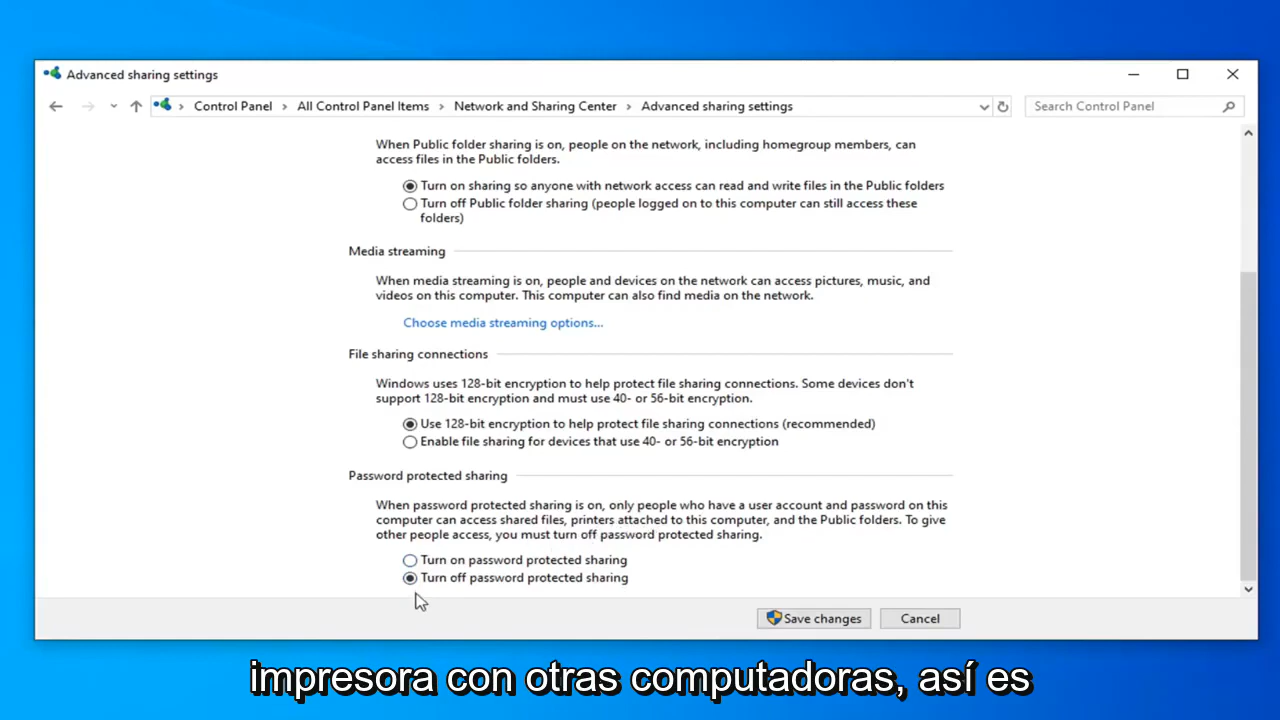 Advanced sharing settings
Control Panel > All Control Panel Items > Network and Sharing Center > Advanced sharing settings
Search Control Panel
When Public folder sharing is on, people on the network, including homegroup members, can
access files in the Public folders.
Turn on sharing so anyone with network access can read and write files in the Public folders
Turn off Public folder sharing (people logged on to this computer can still access these
folders)
Media streaming
When media streaming is on, people and devices on the network can access pictures, music, and
videos on this computer. This computer can also find media on the network.
Choose media streaming options...
File sharing connections
Windows uses 128-bit encryption to help protect file sharing connections. Some devices don't
support 128-bit encryption and must use 40- or 56-bit encryption.
Use 128-bit encryption to help protect file sharing connections (recommended)
Enable file sharing for devices that use 40- or 56-bit encryption
Password protected sharing
When password protected sharing is on, only people who have a user account and password on this
computer can access shared files, printers attached to this computer, and the Public folders. To give
other people access, you must turn off password protected sharing.
Turn on password protected sharing
Turn off password protected sharing
Save changes
Cancel
impresora con otras computadoras, así es